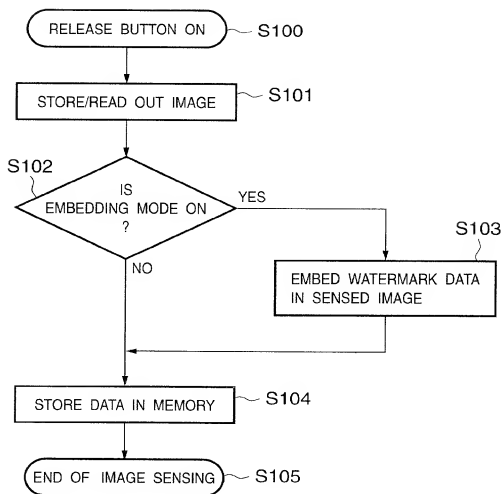 RELEASE BUTTON ON
S100
STORE/READ OUT IMAGE
S101
S102
IS
EMBEDDING MODE ON
?
YES
NO
S103
EMBED WATERMARK DATA
IN SENSED IMAGE
STORE DATA IN MEMORY
S104
END OF IMAGE SENSING
S105